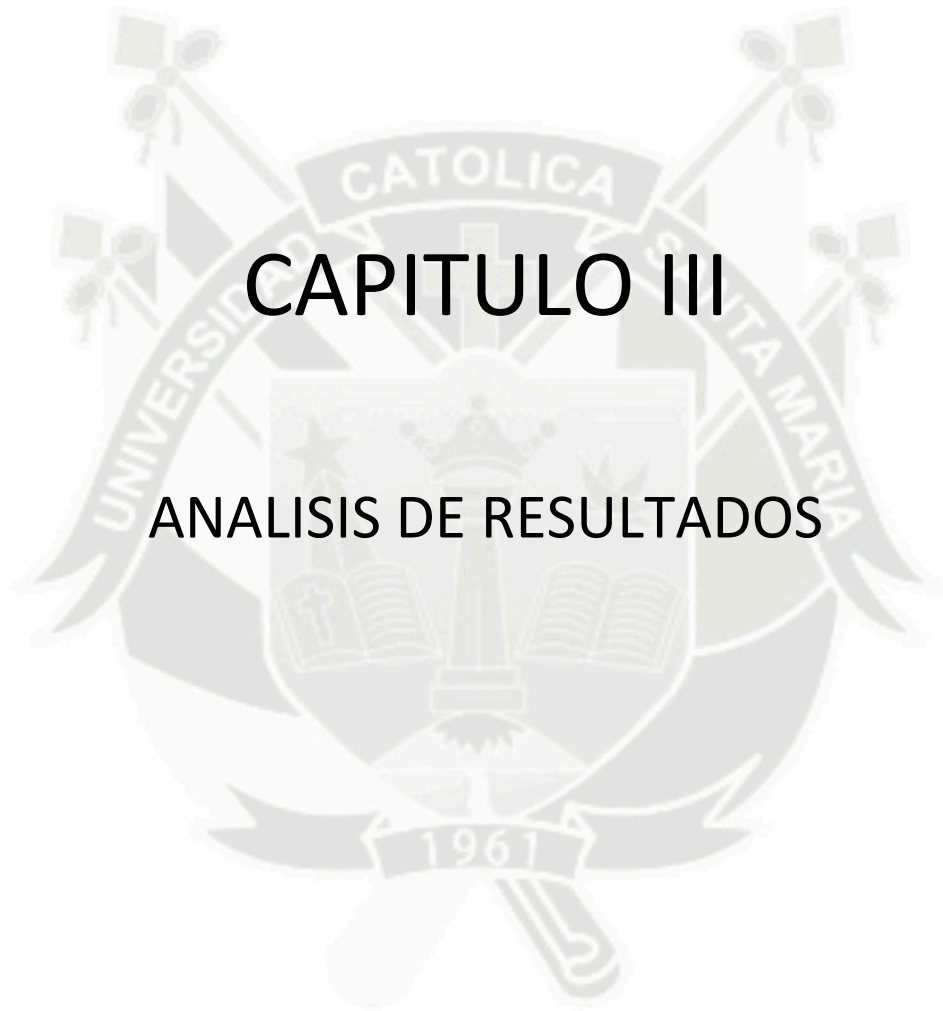 CATOLICA
UNIVERSIDAD
SANTA MARIA
CAPITULO III
ANALISIS DE RESULTADOS
1961